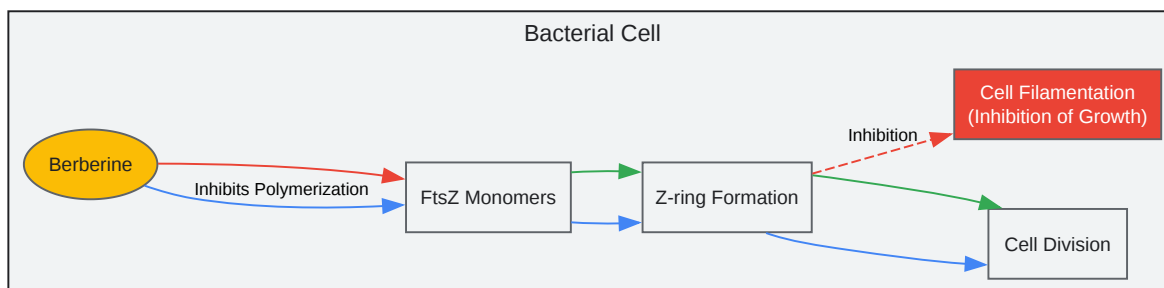 Bacterial Cell
Berberine
Inhibits Polymerization
FtsZ Monomers
Z-ring Formation
Inhibition
Cell Filamentation
(Inhibition of Growth)
Cell Division